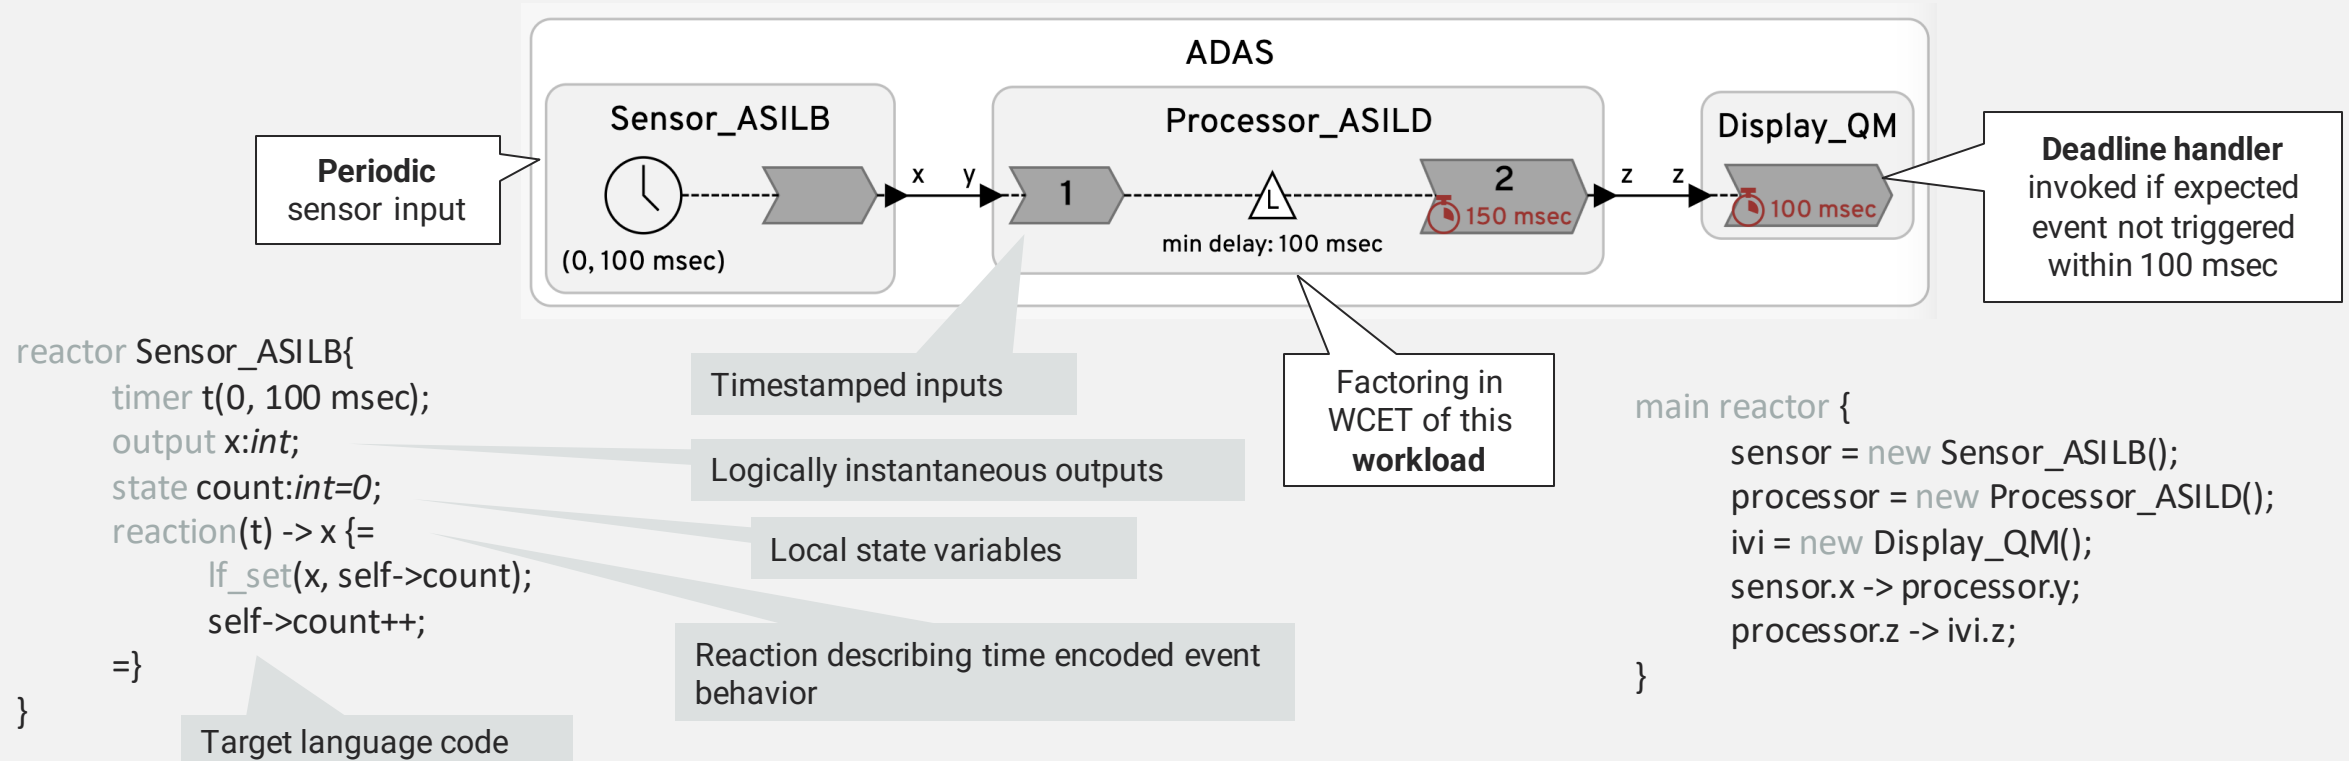 ADAS
Sensor_ASILB
(0, 100 msec)
x
y
Processor_ASILD
1
L
min delay: 100 msec
2
150 msec
z
z
Display_QM
100 msec
Periodic
sensor input
Deadline handler
invoked if expected
event not triggered
within 100 msec
Timestamped inputs
Logically instantaneous outputs
Local state variables
Reaction describing time encoded event
behavior
Target language code
Factoring in
WCET of this
workload
reactor Sensor_ASILB{
timer t(0, 100 msec);
output x:int;
state count:int=0;
reaction(t) -> x {=
lf_set(x, self->count);
self->count++;
=}
}
main reactor {
sensor = new Sensor_ASILB();
processor = new Processor_ASILD();
ivi = new Display_QM();
sensor.x -> processor.y;
processor.z -> ivi.z;
}